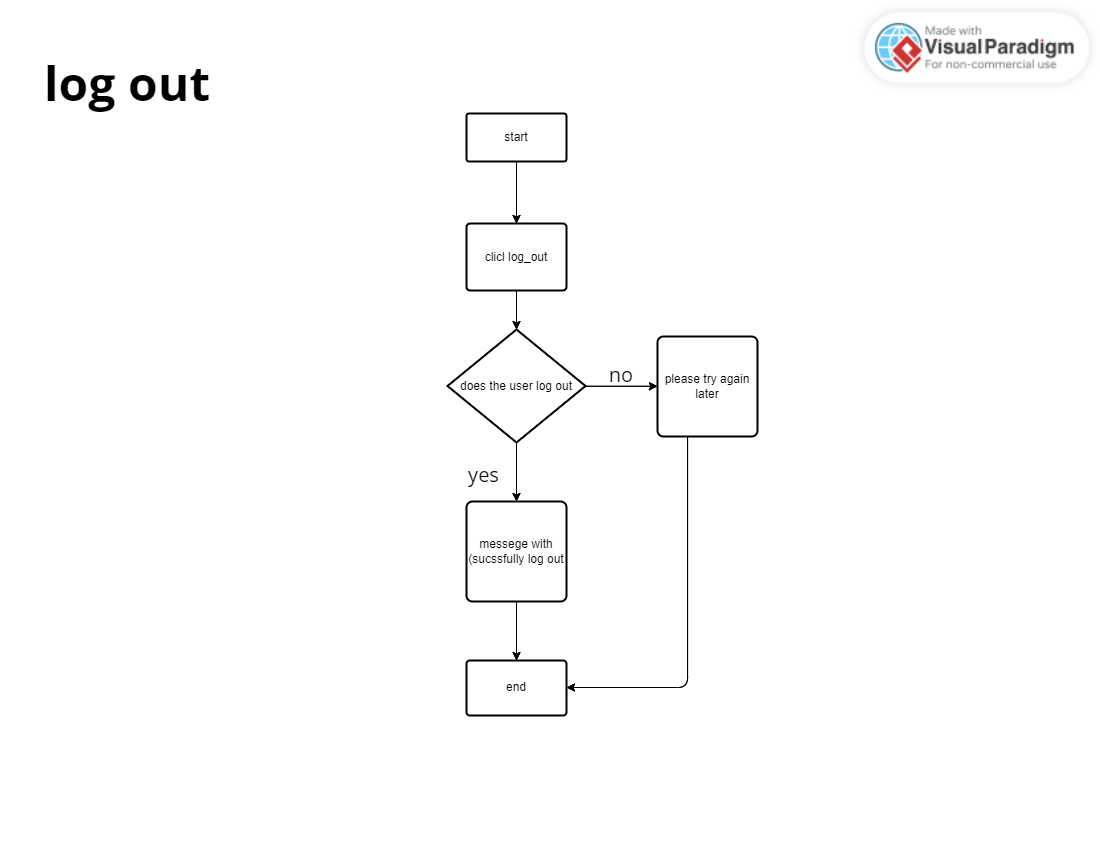 Made with
Visual Paradigm
For non-commercial use
log out
start
clicl log_out
does the user log out
no
please try again
later
yes
messege with
(sucssfully log out
end